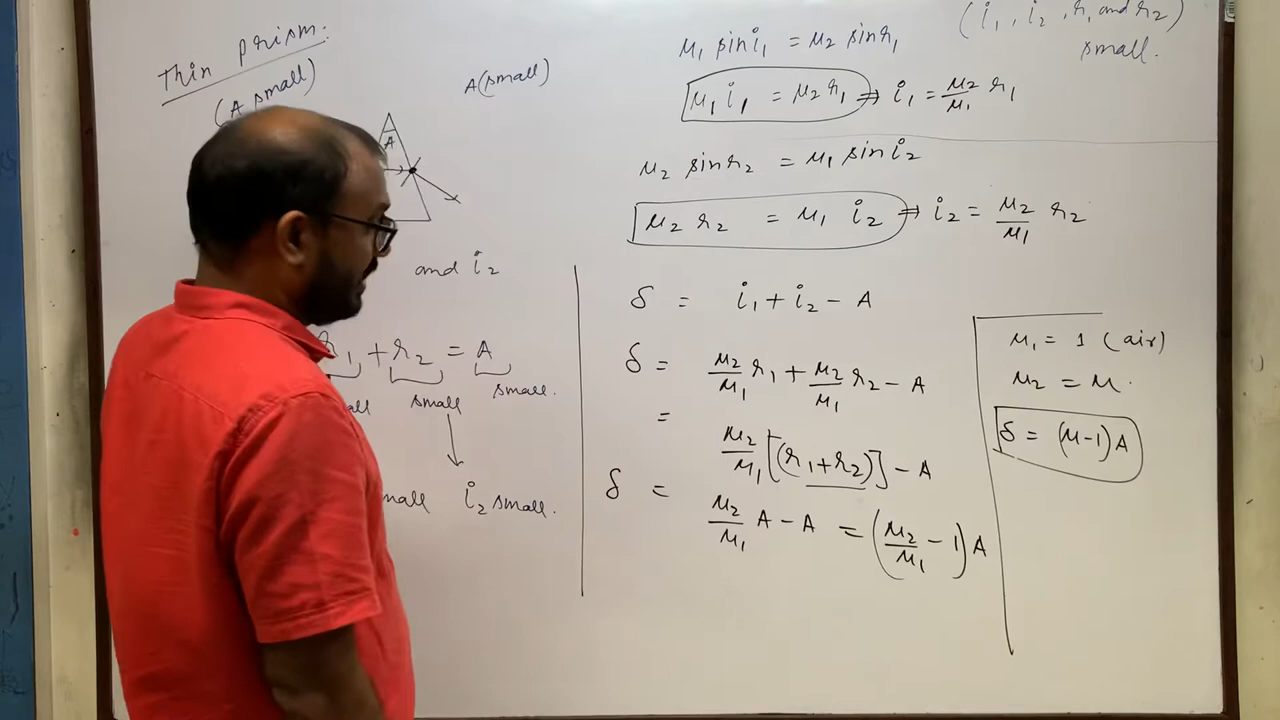 Thin prism:
(A small)
A(small)
A
and i₂
r₁ + r₂ = A
small small.
small i₂ small.
(i₁, i₂, r₁ and r₂)
small.
μ₁ sin i₁ = μ₂ sin r₁
μ₁ i₁ = μ₂ r₁ ⇒ i₁ = μ₂/μ₁ r₁
μ₂ sin r₂ = μ₁ sin i₂
μ₂ r₂ = μ₁ i₂ ⇒ i₂ = μ₂/μ₁ r₂
δ = i₁ + i₂ - A
δ = μ₂/μ₁ r₁ + μ₂/μ₁ r₂ - A
= μ₂/μ₁ [(r₁ + r₂)] - A
δ = μ₂/μ₁ A - A = (μ₂/μ₁ - 1) A
μ₁ = 1 (air)
μ₂ = μ.
δ = (μ-1)A